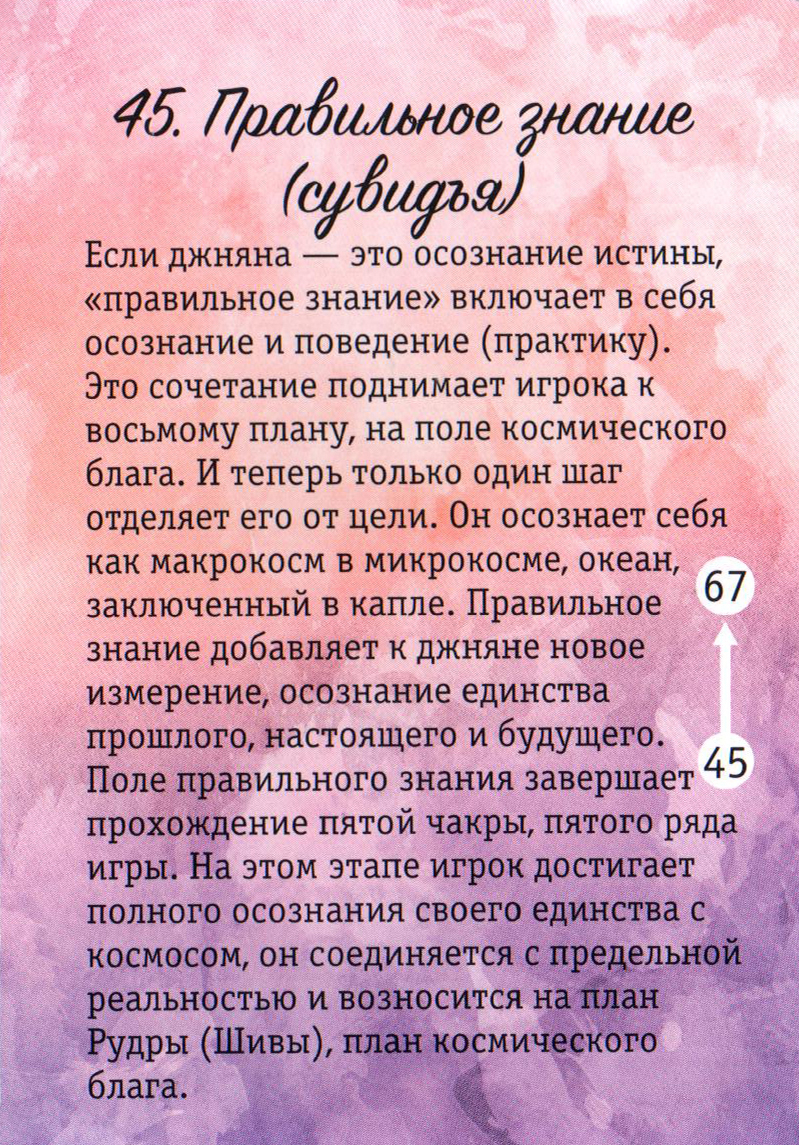 45. Правильное знание
(сувидъя)
Если джняна — это осознание истины,
«правильное знание» включает в себя
осознание и поведение (практику).
Это сочетание поднимает игрока к
восьмому плану, на поле космического
блага. И теперь только один шаг
отделяет его от цели. Он осознает себя
как макрокосм в микрокосме, океан,
заключенный в капле. Правильное
знание добавляет к джняне новое
измерение, осознание единства
прошлого, настоящего и будущего.
Поле правильного знания завершает
прохождение пятой чакры, пятого ряда
игры. На этом этапе игрок достигает
полного осознания своего единства с
космосом, он соединяется с предельной
реальностью и возносится на план
Рудры (Шивы), план космического
блага.
67
45